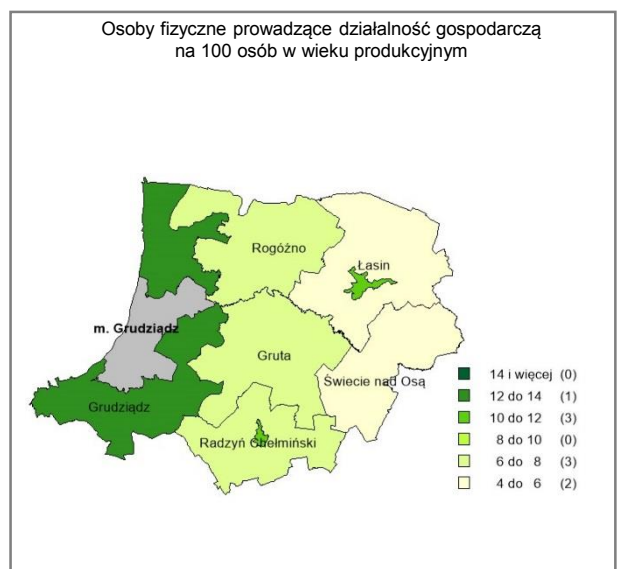 Osoby fizyczne prowadzące działalność gospodarczą
na 100 osób w wieku produkcyjnym
Rogóźno
Łasin
m. Grudziądz
Gruta
Świecie nad Osą
Grudziądz
Radzyń Chełmiński
14 i więcej (0)
12 do 14 (1)
10 do 12 (3)
8 do 10 (0)
6 do 8 (3)
4 do 6 (2)